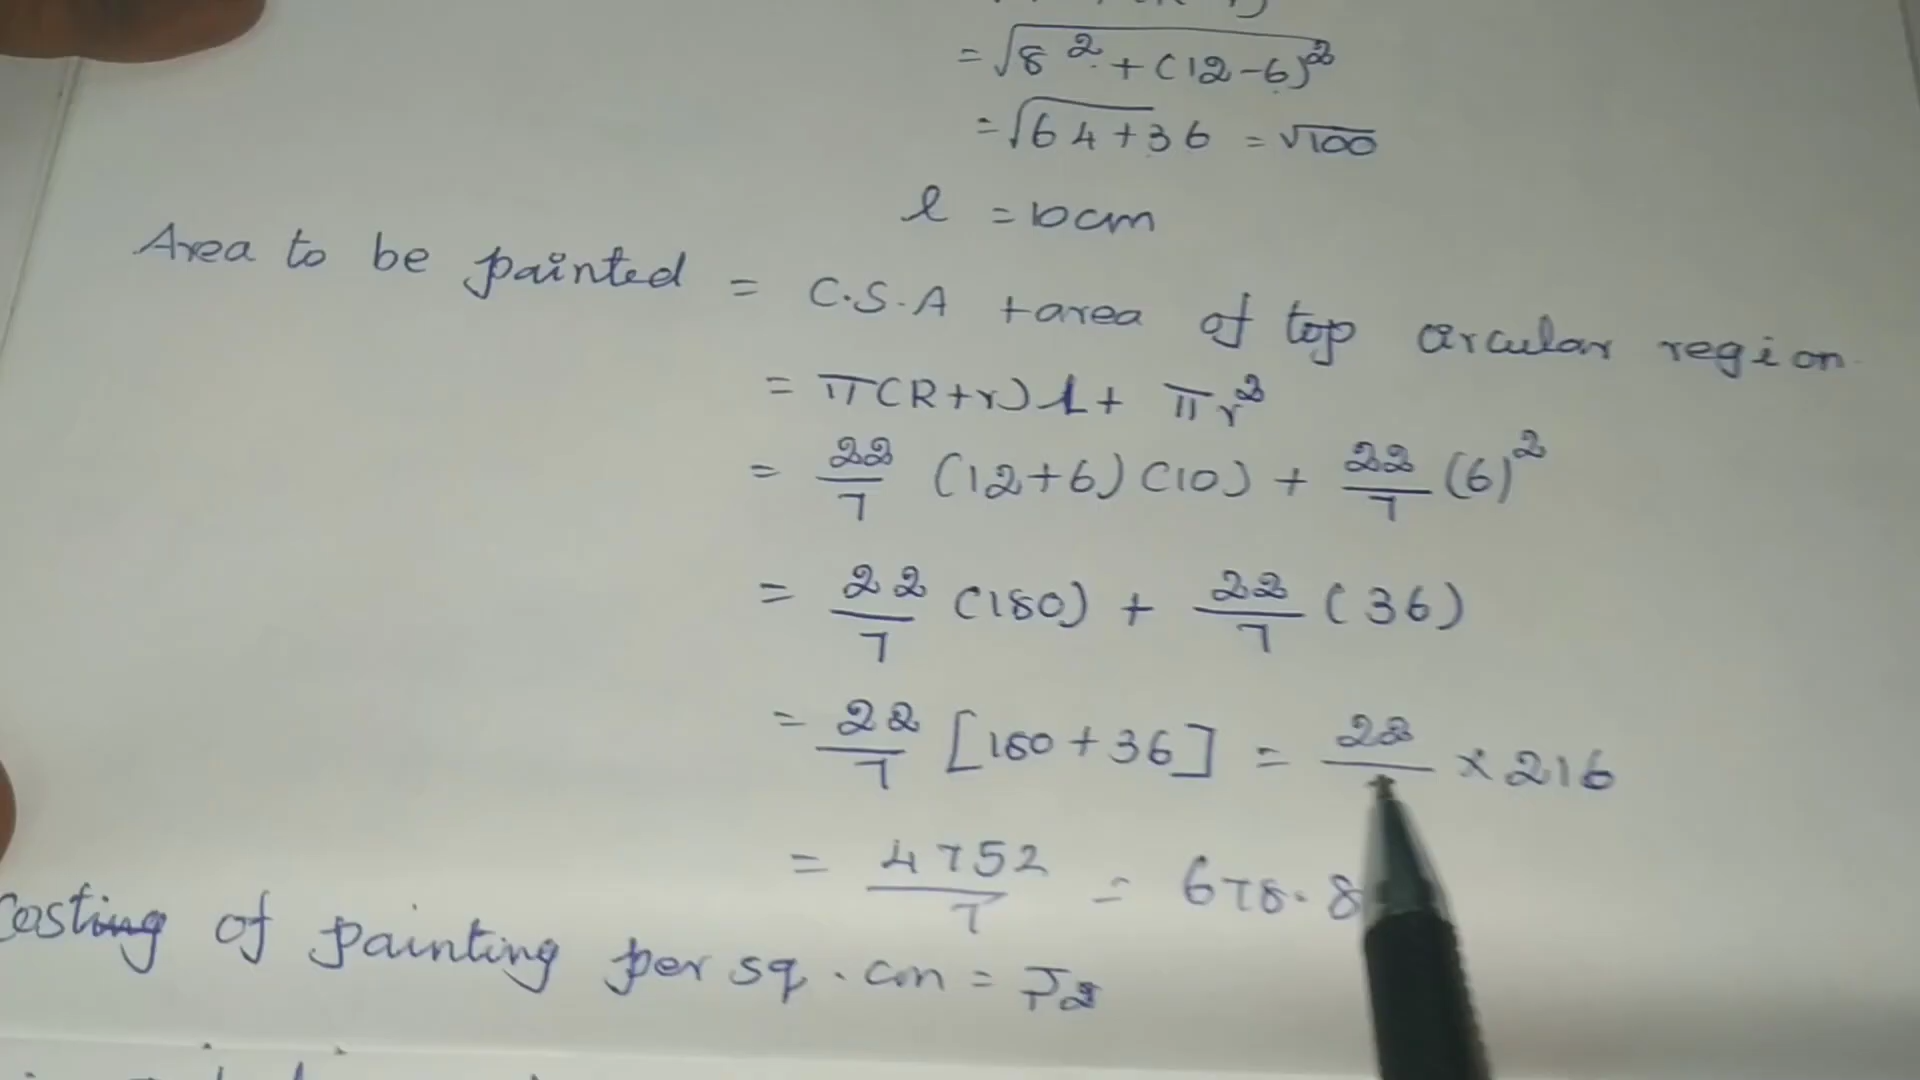 = √8² + (12-6)²
= √64+36 = √100
l = 10cm
Area to be painted = C.S.A + area of top circular region
= π(R+r)l + πr²
= 22/7 (12+6)(10) + 22/7 (6)²
= 22/7 (180) + 22/7 (36)
= 22/7 [180+36] = 22/ × 216
= 4752/7 = 678.8
Costing of painting per sq.cm = ₹2